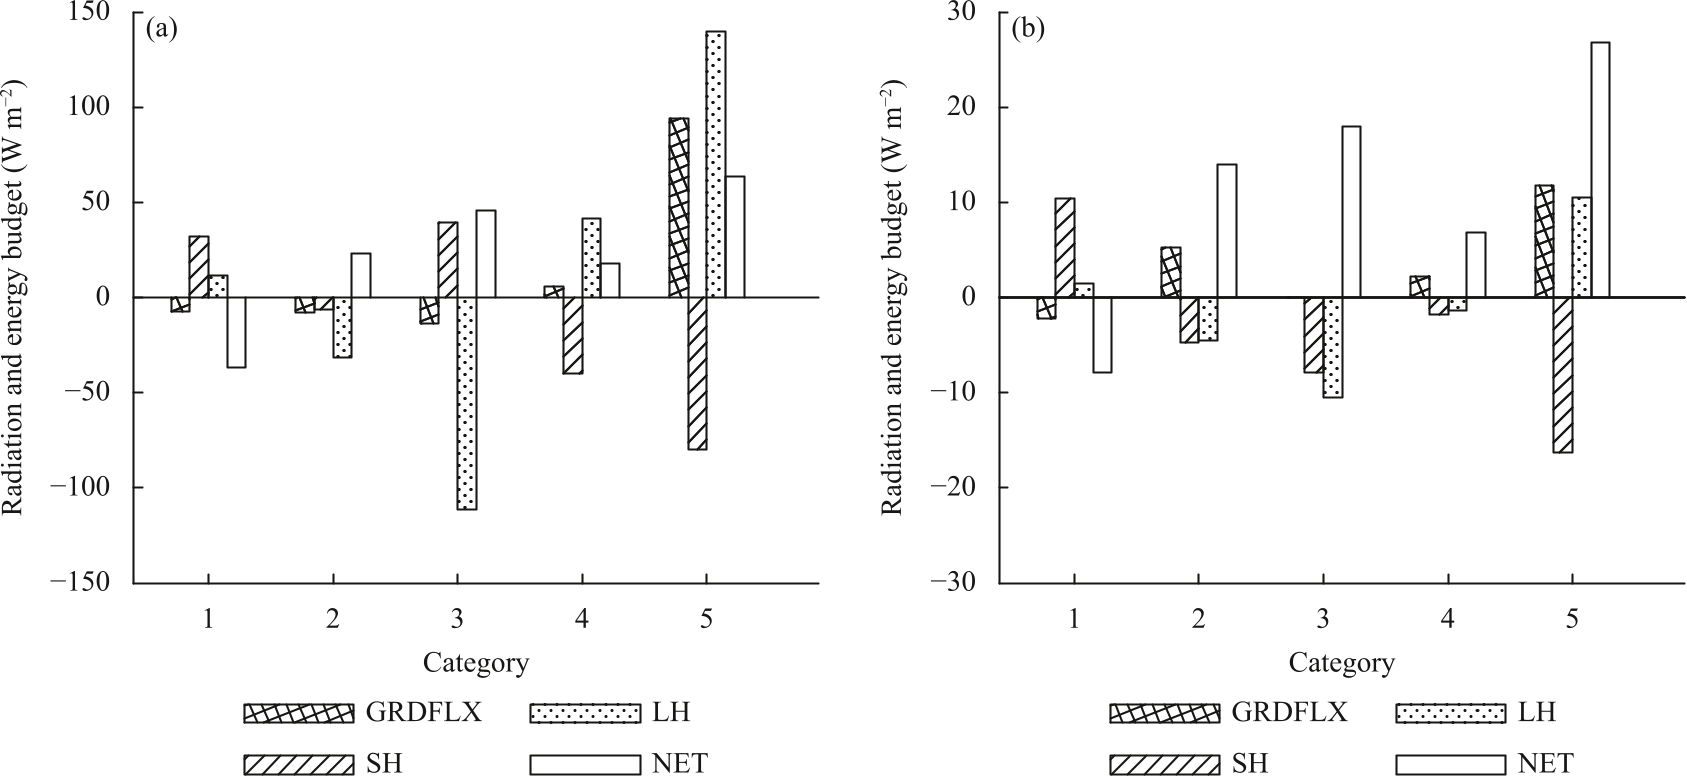 (a)
Radiation and energy budget (W m⁻²)
150
100
50
0
−50
−100
−150
1 2 3 4 5
Category
GRDFLX LH
SH NET
(b)
Radiation and energy budget (W m⁻²)
30
20
10
0
−10
−20
−30
1 2 3 4 5
Category
GRDFLX LH
SH NET